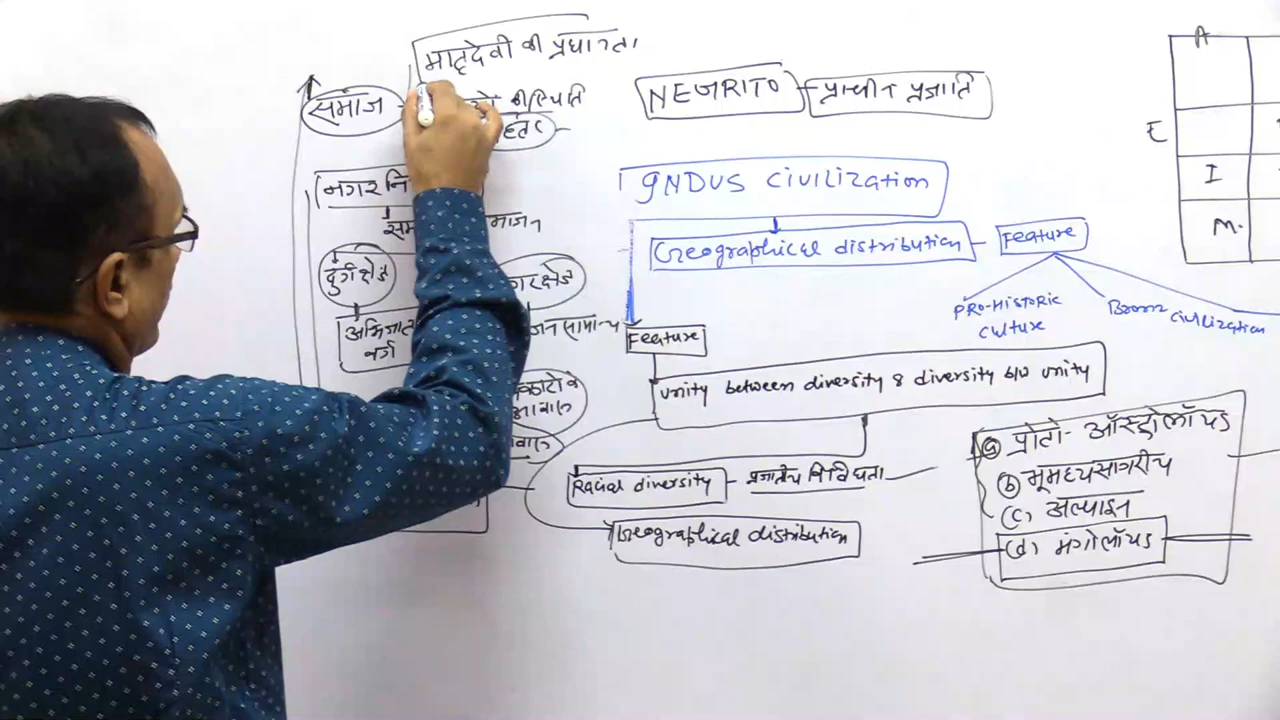 मातृदेवी की प्रधानता
समाज
की स्थिति
नगर नि
दुर्गक्षेत्र
अभिजात
वर्ग
जन सामान्य
NEGRITO - प्राचीन प्रजाति
INDUS CIVILIZATION
Geographical distribution - Feature
PRO-HISTORIC
CULTURE
Bronz civilization
Feature
Unity between diversity & diversity b/w unity
Racial diversity - प्रजातीय विविधता
Geographical distribution
(a) प्रोटो- ऑस्ट्रोलॉयड
(b) भूमध्यसागरीय
(c) अल्पाइन
(d) मंगोलॉयड
A
E
I
M.